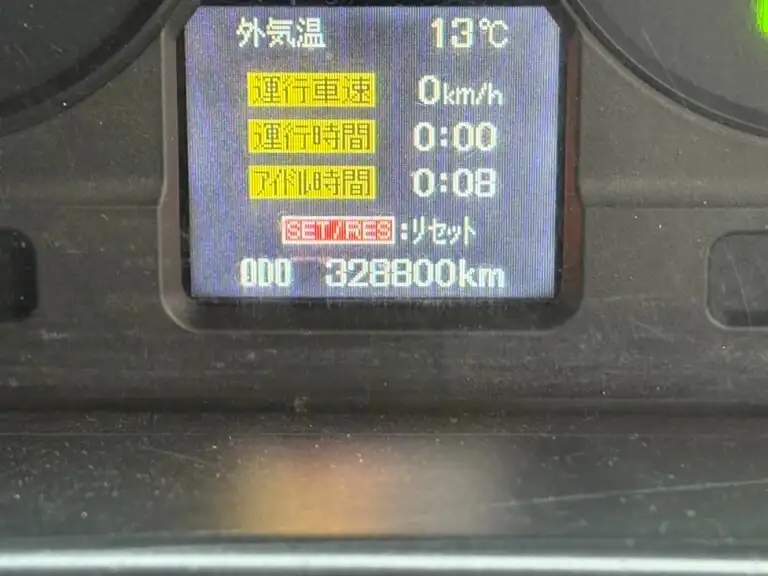 外気温 13℃
運行車速 0km/h
運行時間 0:00
アイドル時間 0:08
SET/RES:リセット
ODO 328800km